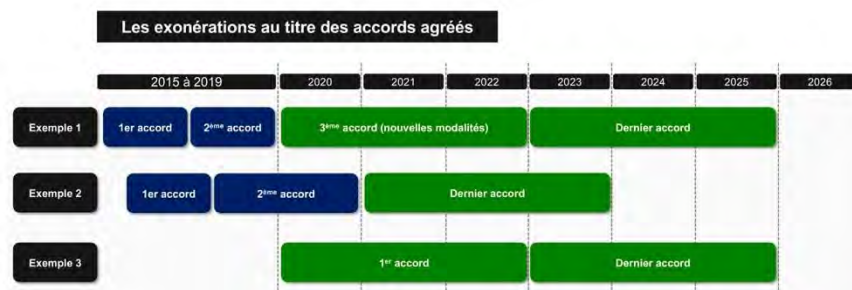 Les exonérations au titre des accords agréés
2015 à 2019 2020 2021 2022 2023 2024 2025 2026
Exemple 1 1er accord 2ème accord 3ème accord (nouvelles modalités) Dernier accord
Exemple 2 1er accord 2ème accord Dernier accord
Exemple 3 1er accord Dernier accord